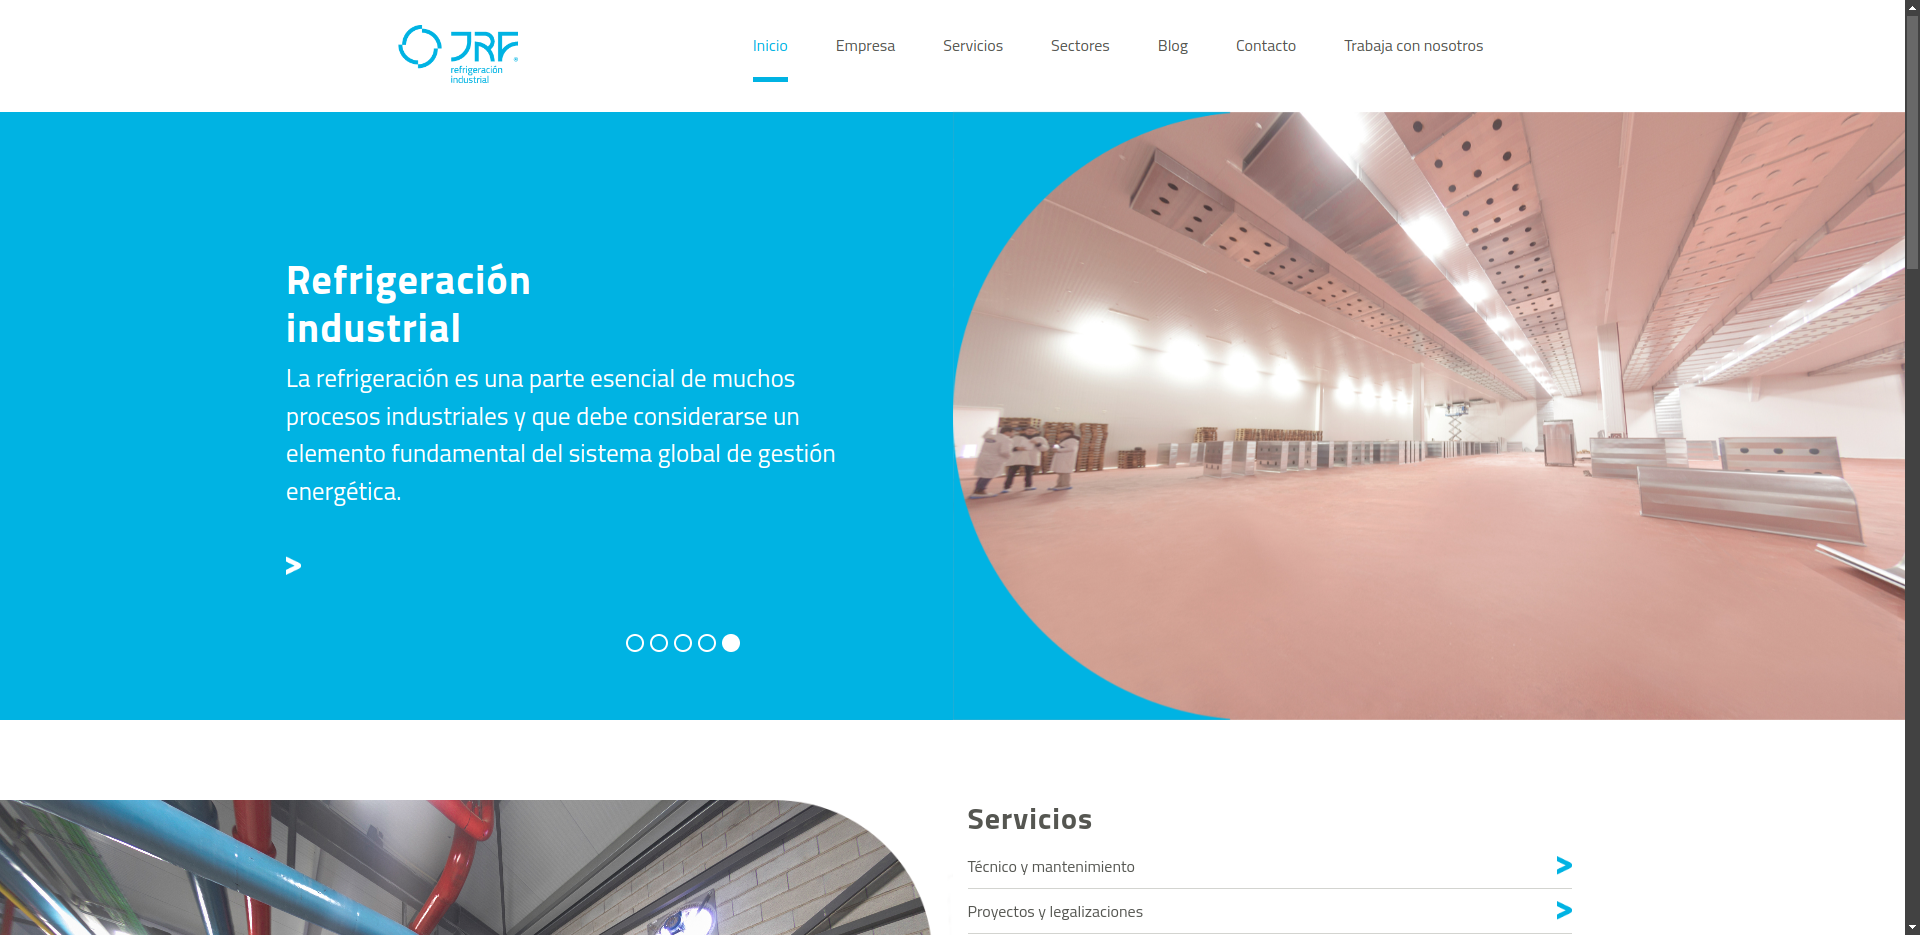 JRF®
refrigeración
industrial
Inicio
Empresa
Servicios
Sectores
Blog
Contacto
Trabaja con nosotros
Refrigeración
industrial
La refrigeración es una parte esencial de muchos
procesos industriales y que debe considerarse un
elemento fundamental del sistema global de gestión
energética.
>
Servicios
Técnico y mantenimiento >
Proyectos y legalizaciones >